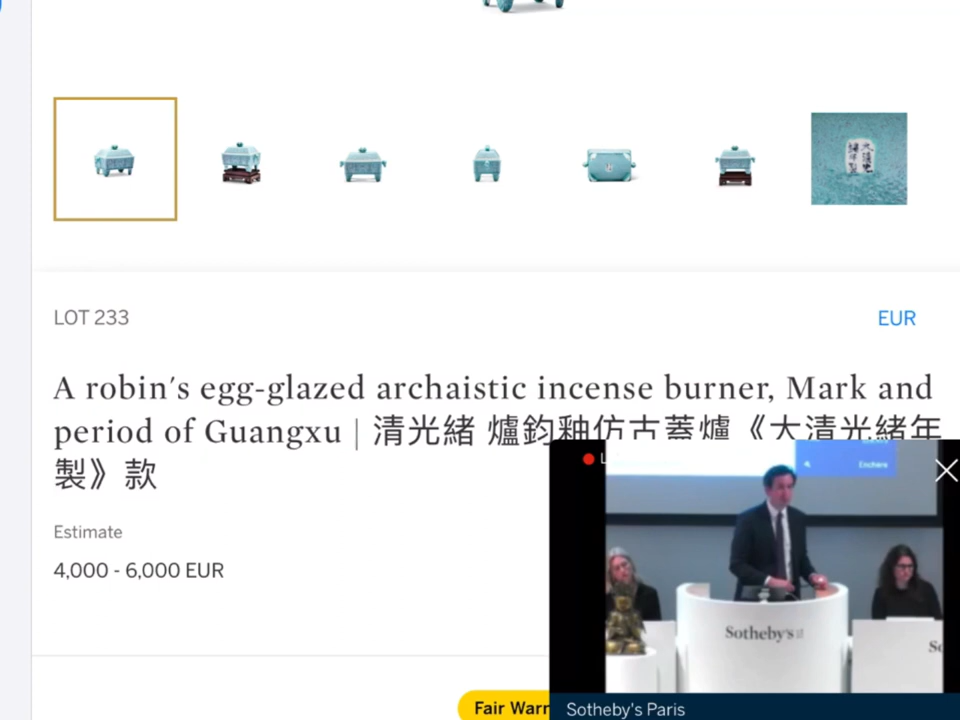 LOT 233
EUR
A robin's egg-glazed archaistic incense burner, Mark and
period of Guangxu | 清光緒 爐鈞釉仿古蓋爐《大清光緒年
製》款
Estimate
4,000 - 6,000 EUR
L
Enchère
Sotheby's
S
Fair Warn
Sotheby's Paris